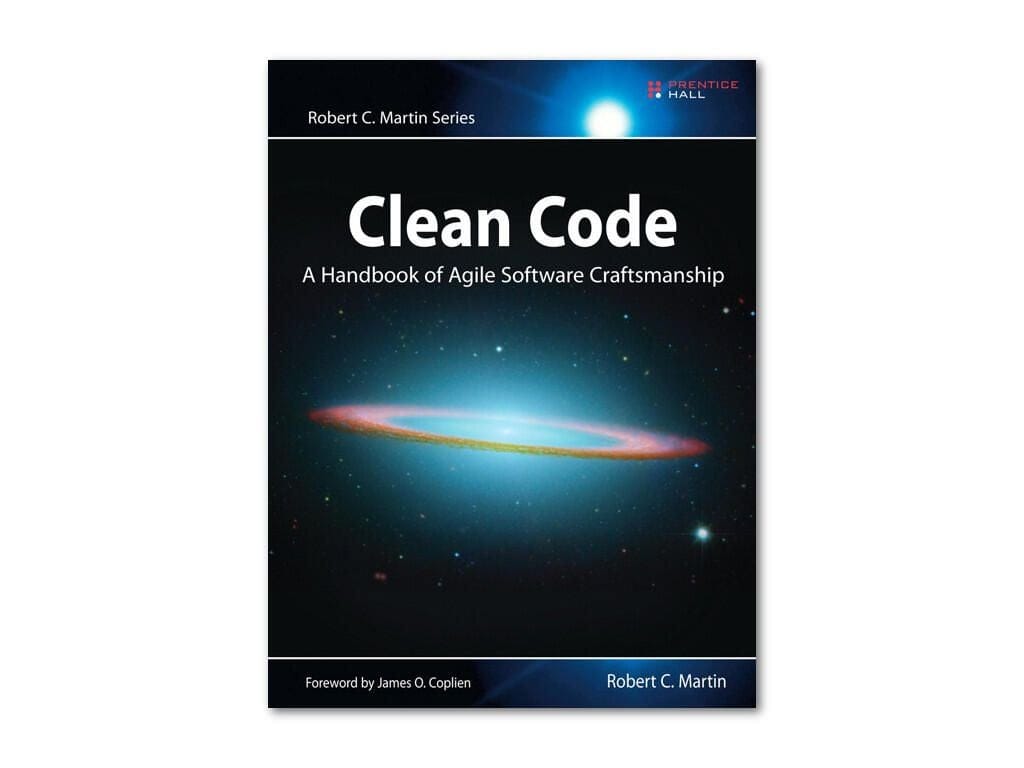 PRENTICE
HALL
Robert C. Martin Series
Clean Code
A Handbook of Agile Software Craftsmanship
Foreword by James O. Coplien
Robert C. Martin